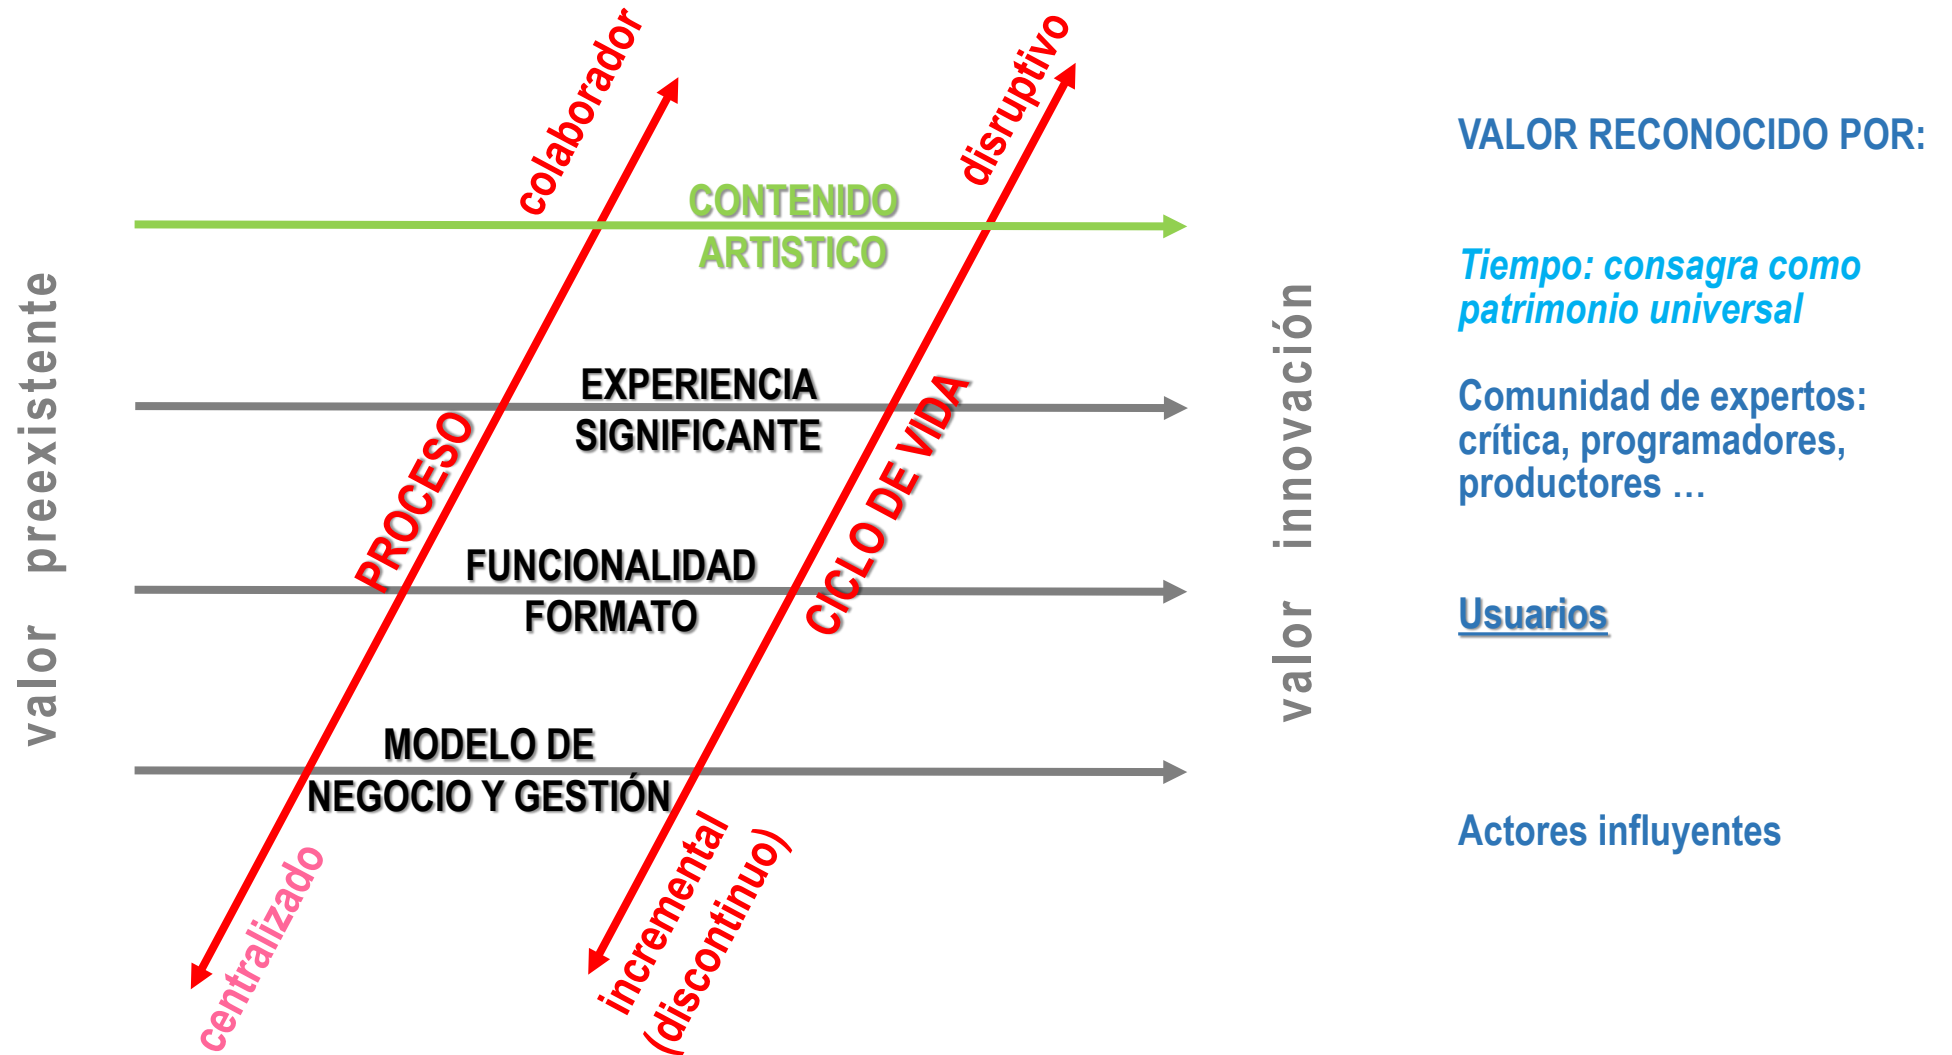 colaborador
disruptivo
VALOR RECONOCIDO POR:
CONTENIDO
ARTISTICO
Tiempo: consagra como
patrimonio universal
valor preexistente
valor innovación
EXPERIENCIA
SIGNIFICANTE
Comunidad de expertos:
crítica, programadores,
productores …
PROCESO
CICLO DE VIDA
FUNCIONALIDAD
FORMATO
Usuarios
MODELO DE
NEGOCIO Y GESTIÓN
Actores influyentes
centralizado
incremental
(discontinuo)